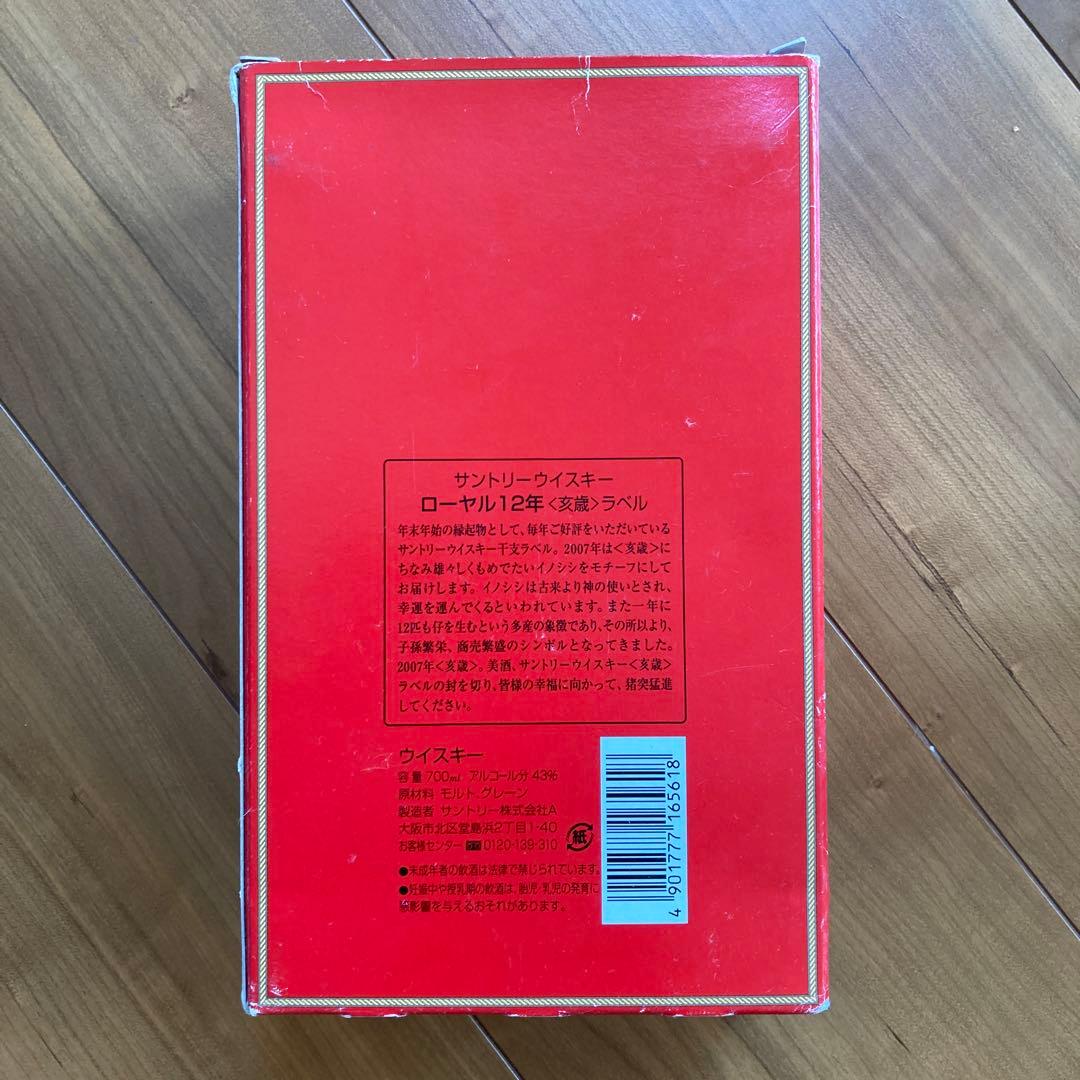 サントリーウイスキー
ローヤル12年<亥歳>ラベル
年末年始の縁起物として、毎年ご好評をいただいている
サントリーウイスキー干支ラベル。2007年は<亥歳>に
ちなみ雄々しくもめでたいイノシシをモチーフにして
お届けします。イノシシは古来より神の使いとされ、
幸運を運んでくるといわれています。また一年に
12匹も仔を生むという多産の象徴であり、その所以より、
子孫繁栄、商売繁盛のシンボルとなってきました。
2007年<亥歳>。美酒、サントリーウイスキー<亥歳>
ラベルの封を切り、皆様の幸福に向かって、猪突猛進
してください。
ウイスキー
容量 700ml アルコール分 43%
原材料 モルト、グレーン
製造者 サントリー株式会社A
大阪市北区堂島浜2丁目1-40
お客様センター 0120-139-310
紙
●未成年者の飲酒は法律で禁じられています。
●妊娠中や授乳期の飲酒は、胎児・乳児の発育に
悪影響を与えるおそれがあります。
4 901777 165618